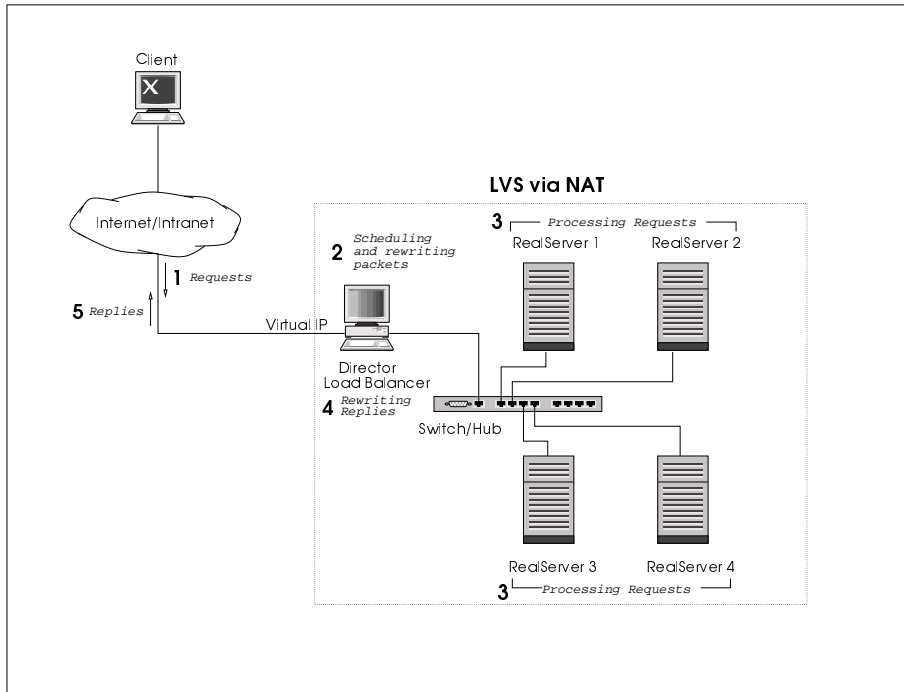 Client
X
Internet/Intranet
LVS via NAT
3 Processing Requests
RealServer 1
RealServer 2
2 Scheduling
and rewriting
packets
1 Requests
5 Replies
Virtual IP
Director
Load Balancer
4 Rewriting
Replies
Switch/Hub
RealServer 3
RealServer 4
3 Processing Requests